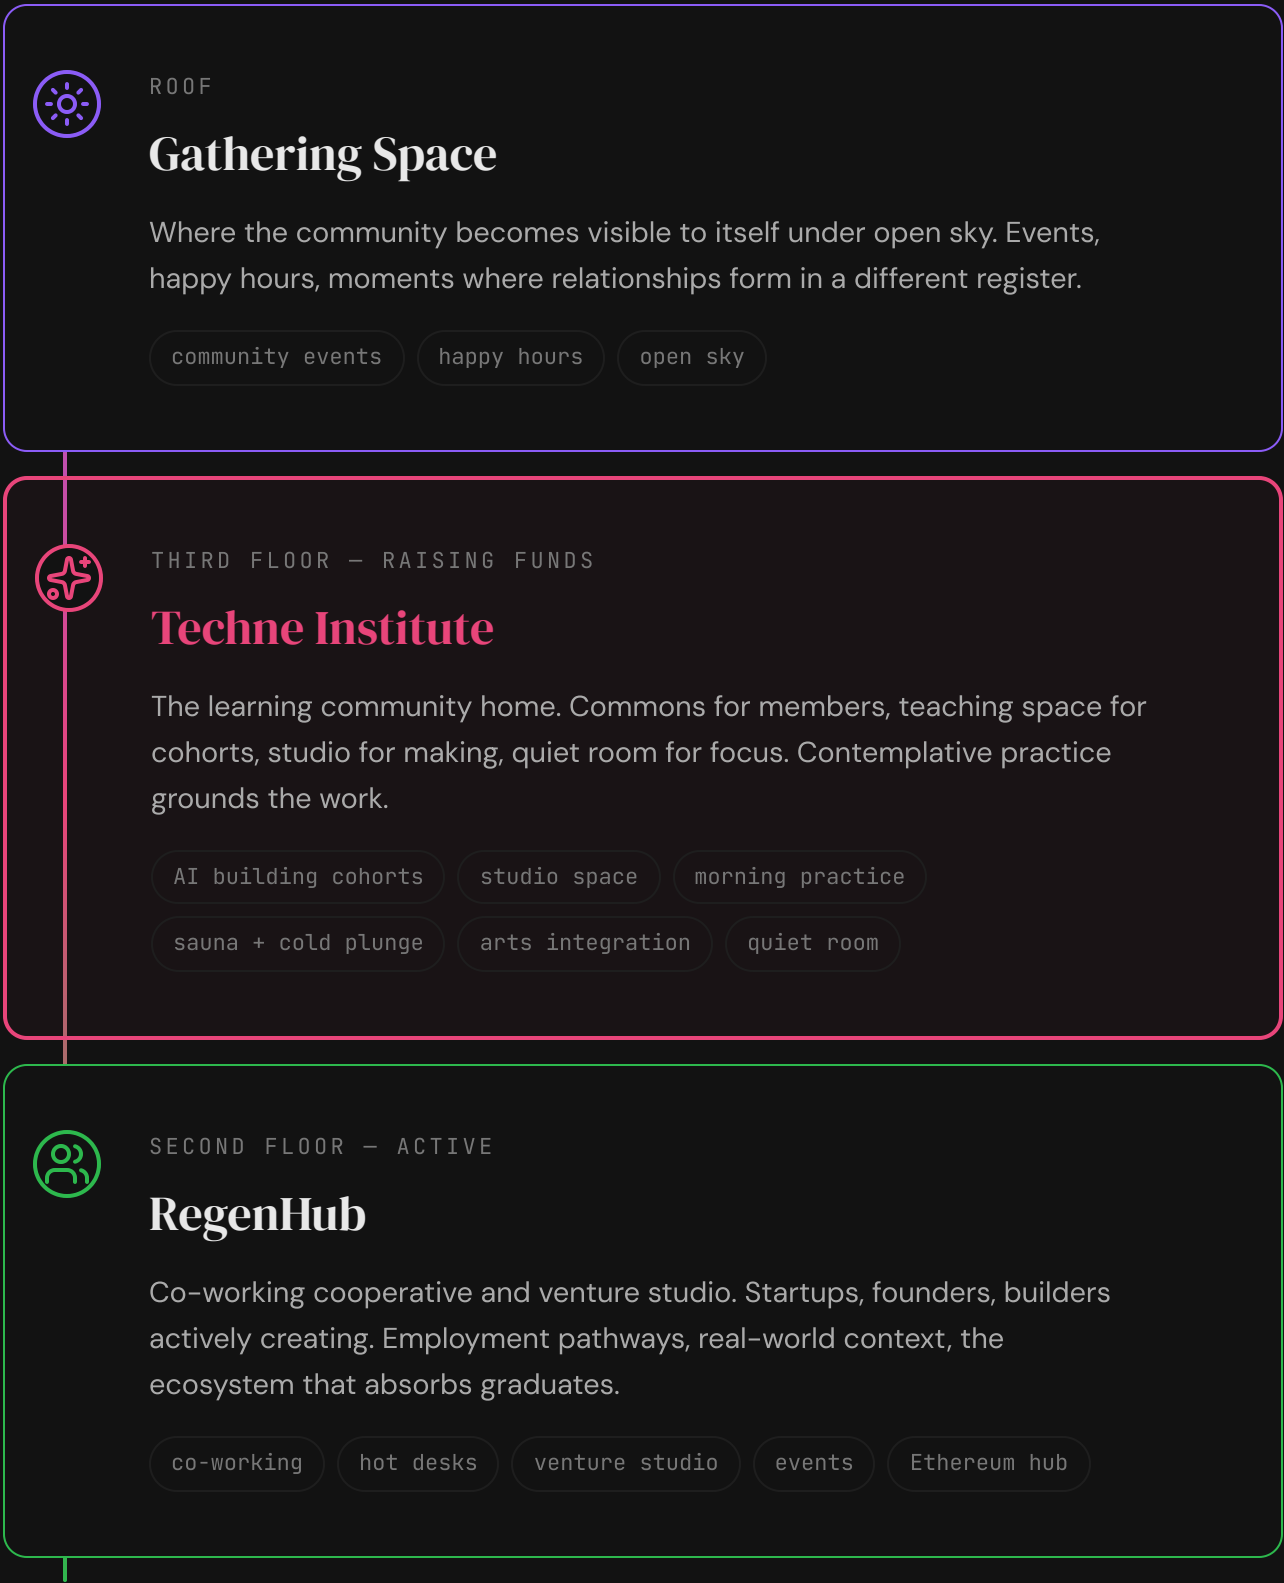 ROOF
Gathering Space
Where the community becomes visible to itself under open sky. Events,
happy hours, moments where relationships form in a different register.
community events happy hours open sky
THIRD FLOOR — RAISING FUNDS
Techne Institute
The learning community home. Commons for members, teaching space for
cohorts, studio for making, quiet room for focus. Contemplative practice
grounds the work.
AI building cohorts studio space morning practice
sauna + cold plunge arts integration quiet room
SECOND FLOOR — ACTIVE
RegenHub
Co-working cooperative and venture studio. Startups, founders, builders
actively creating. Employment pathways, real-world context, the
ecosystem that absorbs graduates.
co-working hot desks venture studio events Ethereum hub